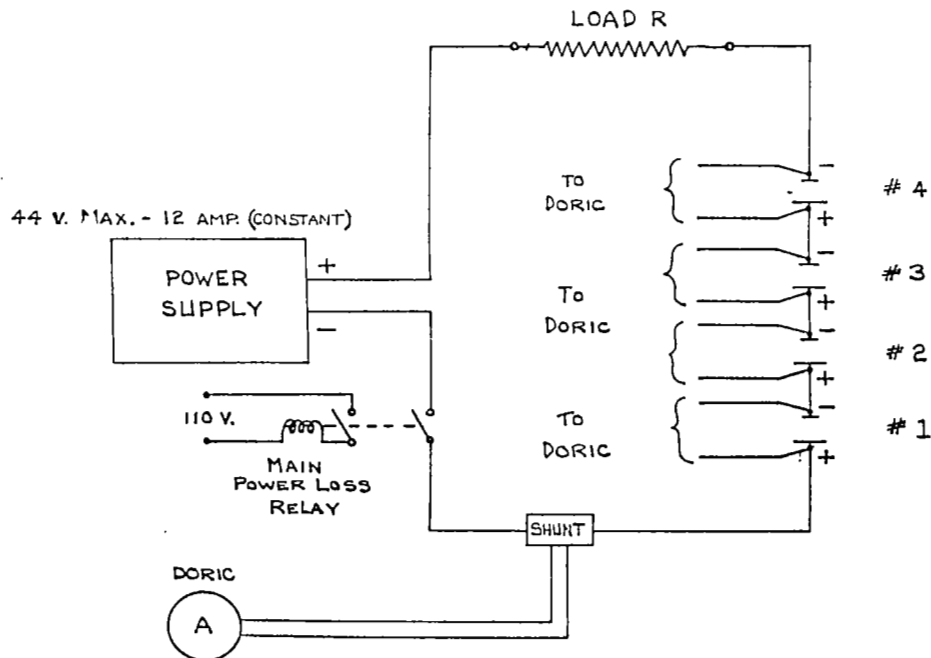 LOAD R
44 V. MAX. - 12 AMP. (CONSTANT)
POWER
SUPPLY
+
-
TO
DORIC
-
+
# 4
TO
DORIC
-
+
# 3
-
+
# 2
TO
DORIC
-
+
# 1
110 V.
MAIN
POWER LOSS
RELAY
SHUNT
DORIC
A